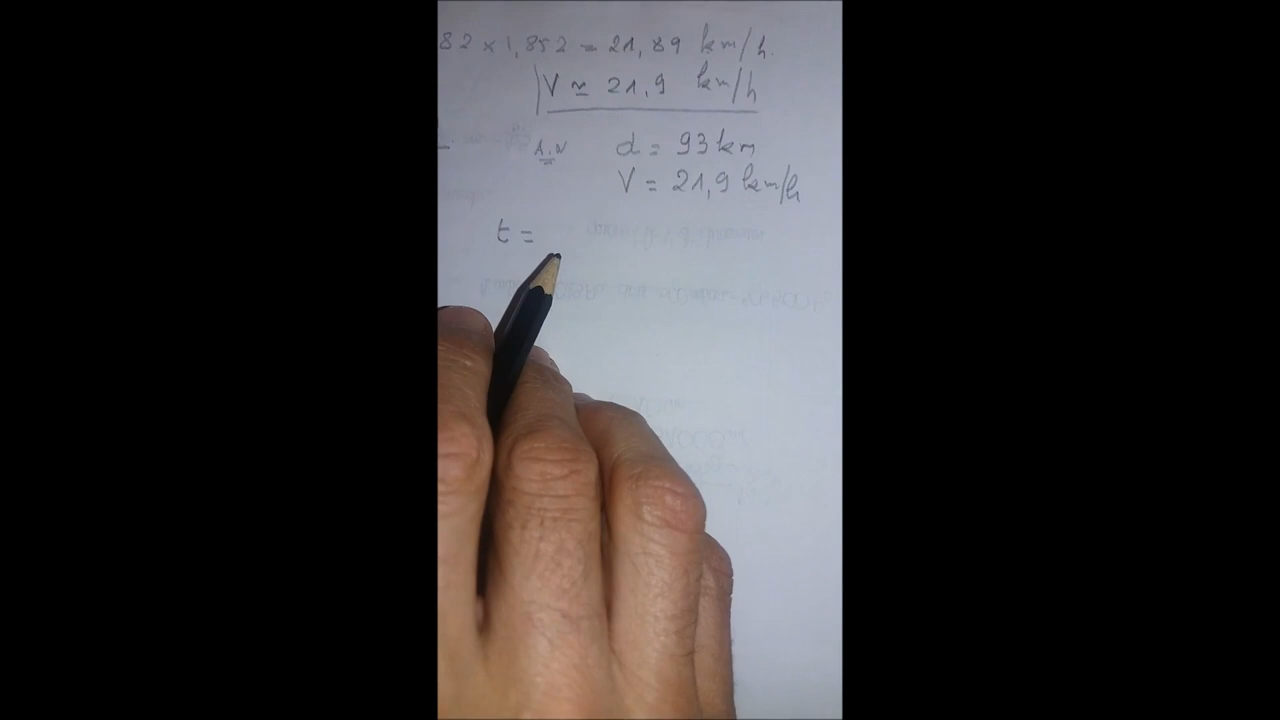 82 × 1,852 = 21,89 km/h.
V ≃ 21,9 km/h
A.N d = 93 km
V = 21,9 km/h
t =